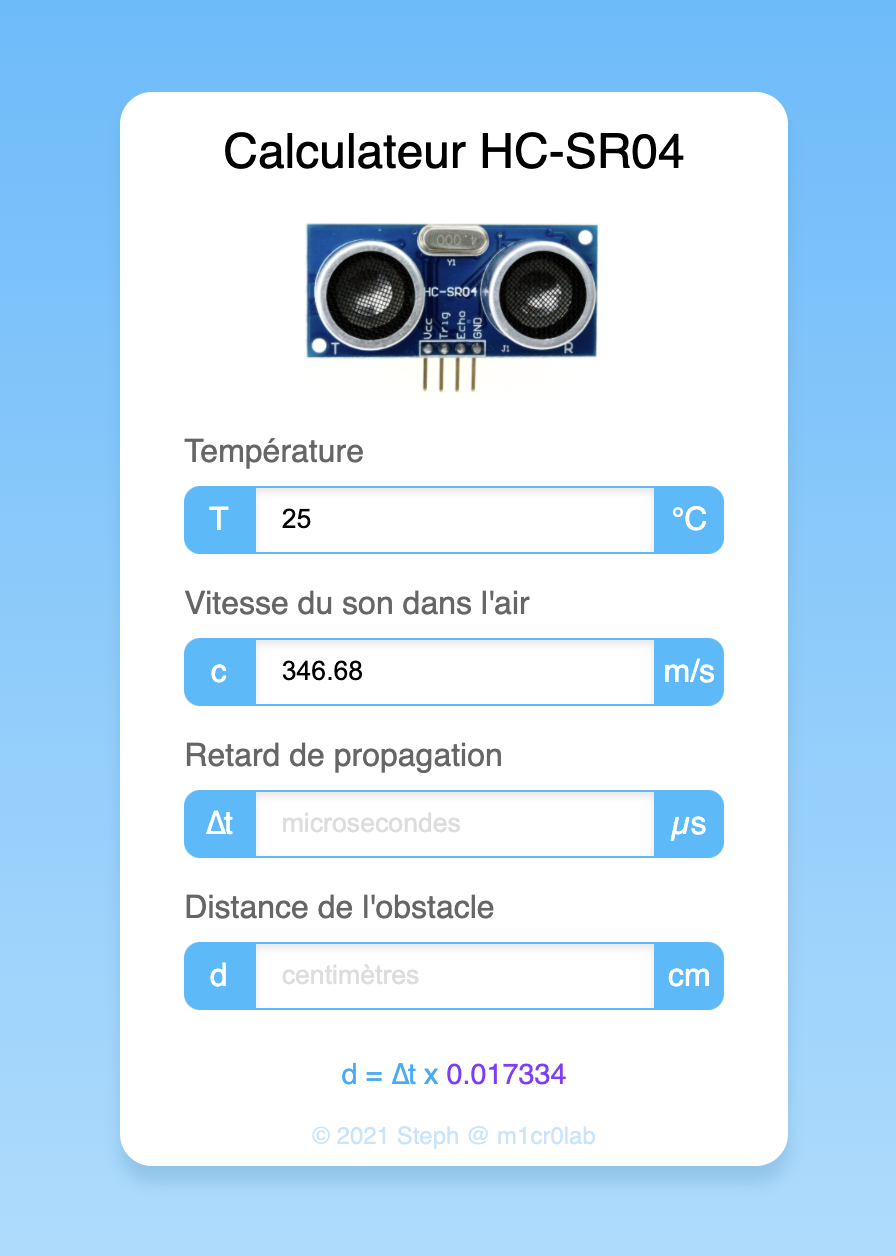 Calculateur HC-SR04
Y1
HC-SR04
Vcc
Trig
Echo
GND
T
J1
R
Température
T 25 °C
Vitesse du son dans l'air
c 346.68 m/s
Retard de propagation
Δt microsecondes µs
Distance de l'obstacle
d centimètres cm
d = Δt x 0.017334
© 2021 Steph @ m1cr0lab